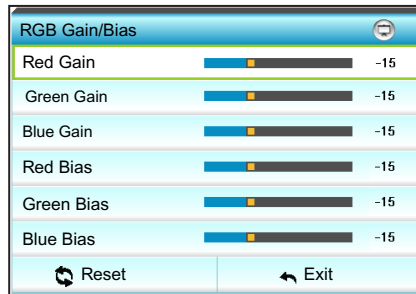 RGB Gain/Bias
Red Gain -15
Green Gain -15
Blue Gain -15
Red Bias -15
Green Bias -15
Blue Bias -15
Reset Exit